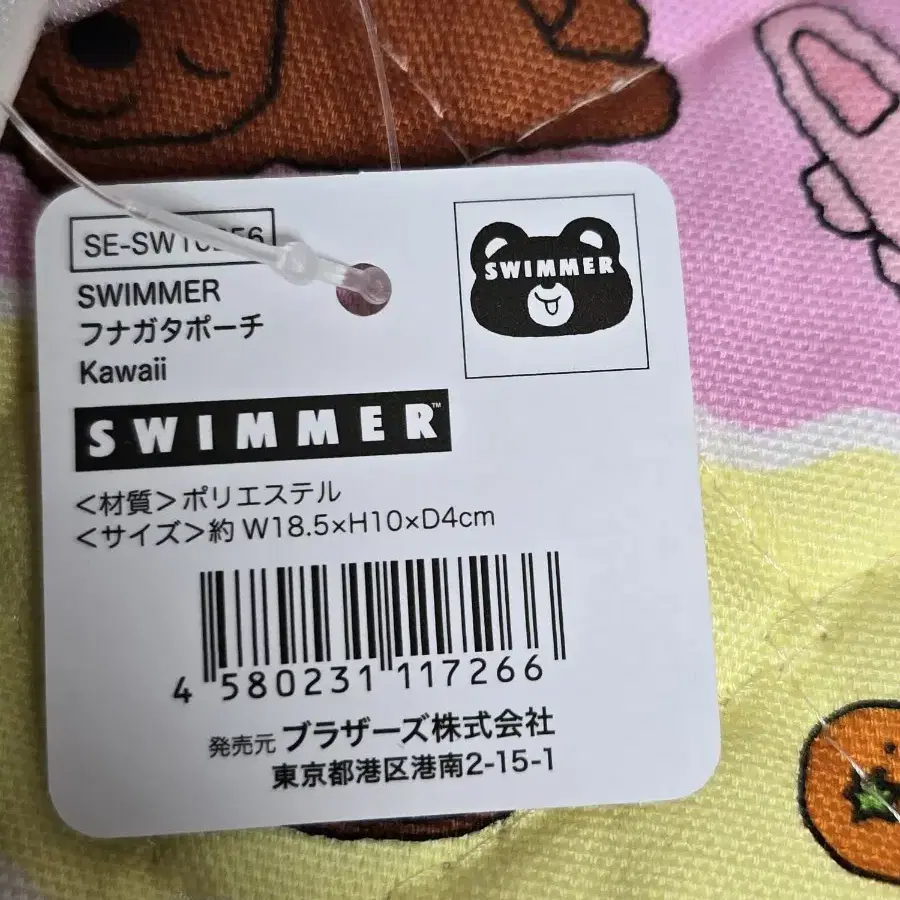 SWIMMER
フナガタポーチ
Kawaii
SWIMMER
SWIMMER™
＜材質＞ポリエステル
＜サイズ＞約 W18.5×H10×D4cm
4 580231 117266
発売元 ブラザーズ株式会社
東京都港区港南2-15-1